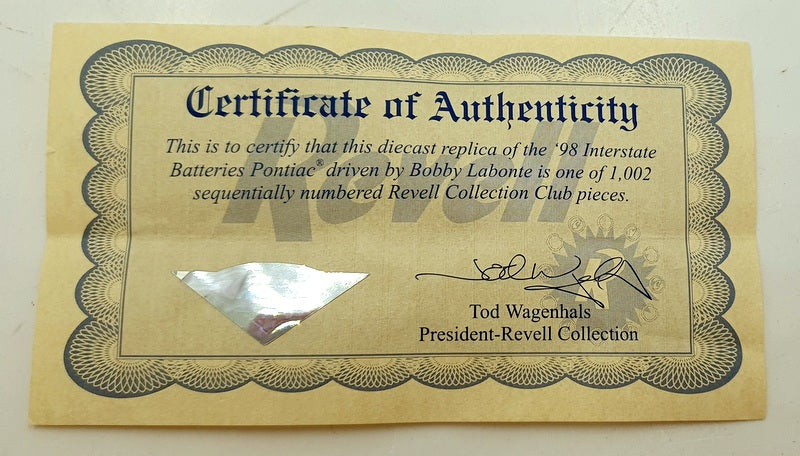 Certificate of Authenticity
Revell
This is to certify that this diecast replica of the '98 Interstate
Batteries Pontiac® driven by Bobby Labonte is one of 1,002
sequentially numbered Revell Collection Club pieces.
Tod Wagenhals
Tod Wagenhals
President-Revell Collection